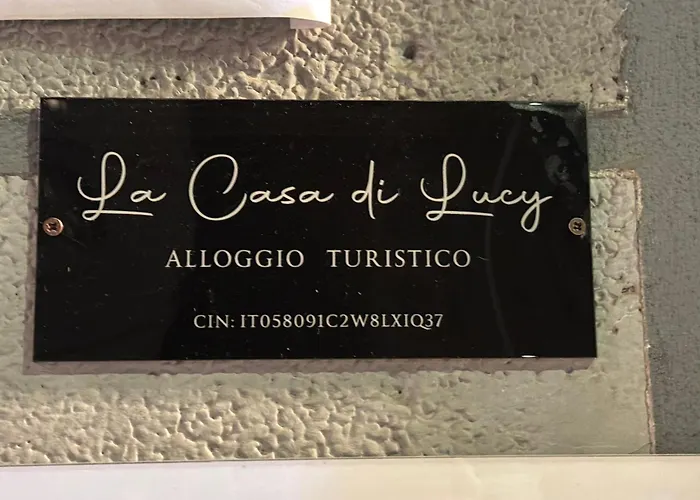 La Casa di Lucy
ALLOGGIO TURISTICO
CIN: IT058091C2W8LXIQ37